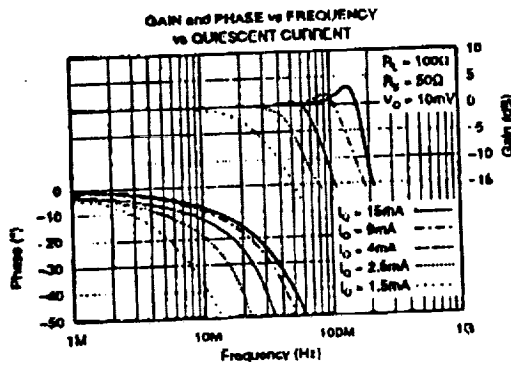 GAIN and PHASE vs FREQUENCY
vs QUIESCENT CURRENT
RL = 100Ω
RS = 50Ω
VO = 10mV
10
5
0
-5
-10
-15
Gain (dB)
0
-10
-20
-30
-40
-50
Phase (°)
IQ = 15mA
IQ = 9mA
IQ = 4mA
IQ = 2.5mA
IQ = 1.5mA
1M
10M
100M
1G
Frequency (Hz)